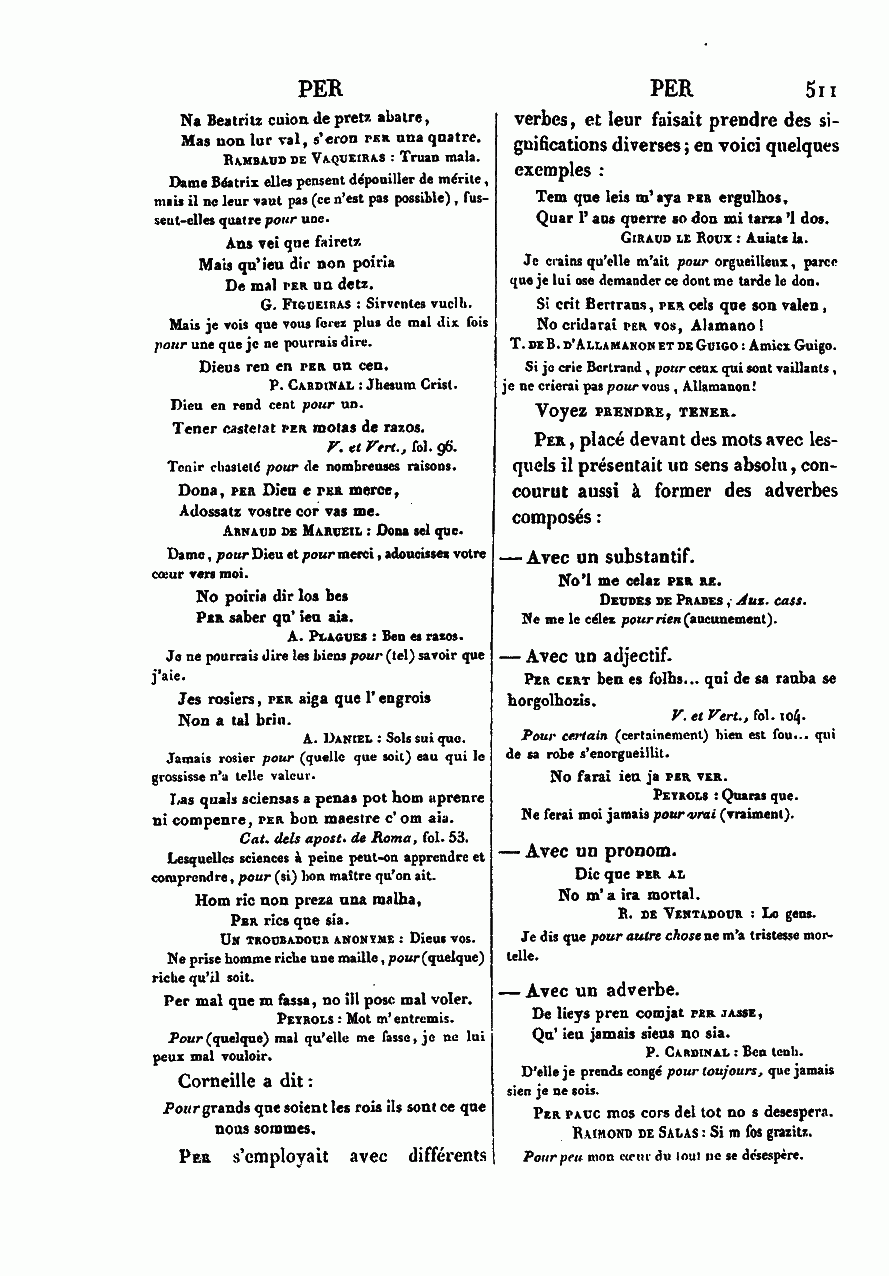 PER
Na Beatritz cuion de pretz abatre,
Mas non lur val, s'eron PER una quatre.
RAMBAUD DE VAQUEIRAS : Truan mala.
Dame Béatrix elles pensent dépouiller de mérite,
mais il ne leur vaut pas (ce n'est pas possible), fus-
sent-elles quatre pour une.
Ans vei que fairetz
Mais qu'ieu dir non poiria
De mal PER un detz.
G. FIGUEIRAS : Sirventes vuelh.
Mais je vois que vous ferez plus de mal dix fois
pour une que je ne pourrais dire.
Dieus ren en PER un cen.
P. CARDINAL : Jhesum Crist.
Dieu en rend cent pour un.
Tener castetat PER motas de razos.
V. et Vert., fol. 96.
Tenir chasteté pour de nombreuses raisons.
Dona, PER Dieu e PER merce,
Adossatz vostre cor vas me.
ARNAUD DE MARUEIL : Dona sel que.
Dame, pour Dieu et pour merci, adoucissez votre
cœur vers moi.
No poiria dir los bes
PER saber qu'ieu aia.
A. PLAGUES : Ben es razos.
Je ne pourrais dire les biens pour (tel) savoir que
j'aie.
Jes rosiers, PER aiga que l'engrois
Non a tal brin.
A. DANIEL : Sols sui que.
Jamais rosier pour (quelle que soit) eau qui le
grossisse n'a telle valeur.
Las quals sciensas a penas pot hom aprenre
ni compenre, PER bon maestre c'om aia.
Cat. dels apost. de Roma, fol. 53.
Lesquelles sciences à peine peut-on apprendre et
comprendre, pour (si) bon maître qu'on ait.
Hom ric non preza una malha,
PER rics que sia.
UN TROUBADOUR ANONYME : Dieus vos.
Ne prise homme riche une maille, pour (quelque)
riche qu'il soit.
Per mal que m fassa, no ill posc mal voler.
PEYROLS : Mot m'entremis.
Pour (quelque) mal qu'elle me fasse, je ne lui
peux mal vouloir.
Corneille a dit :
Pour grands que soient les rois ils sont ce que
nous sommes.
PER s'employait avec différents
PER 511
verbes, et leur faisait prendre des si-
gnifications diverses; en voici quelques
exemples :
Tem que leis m'aya PER ergulhos,
Quar l'aus querre so don mi tarza'l dos.
GIRAUD LE ROUX : Auiatz la.
Je crains qu'elle m'ait pour orgueilleux, parce
que je lui ose demander ce dont me tarde le don.
Si crit Bertrans, PER cels que son valen,
No cridarai PER vos, Alamano!
T. DE B. D'ALLAMANON ET DE GUIGO : Amicx Guigo.
Si je crie Bertrand, pour ceux qui sont vaillants,
je ne crierai pas pour vous, Allamanon!
Voyez PRENDRE, TENER.
PER, placé devant des mots avec les-
quels il présentait un sens absolu, con-
courut aussi à former des adverbes
composés :
— Avec un substantif.
No'l me celaz PER RE.
DEUDES DE PRADES, Auz. cass.
Ne me le célez pour rien (aucunement).
— Avec un adjectif.
PER CERT ben es folhs... qui de sa rauba se
horgolhozis.
V. et Vert., fol. 104.
Pour certain (certainement) bien est fou... qui
de sa robe s'enorgueillit.
No farai ieu ja PER VER.
PEYROLS : Quoras que.
Ne ferai moi jamais pour vrai (vraiment).
— Avec un pronom.
Dic que PER AL
No m'a ira mortal.
R. DE VENTADOUR : Lo gens.
Je dis que pour autre chose ne m'a tristesse mor-
telle.
— Avec un adverbe.
De lieys pren comjat PER JASSE,
Qu'ieu jamais siens no sia.
P. CARDINAL : Ben tenh.
D'elle je prends congé pour toujours, que jamais
sien je ne sois.
PER PAUC mos cors del tot no s desespera.
RAIMOND DE SALAS : Si m fos grazitz.
Pour peu mon cœur du tout ne se désespère.